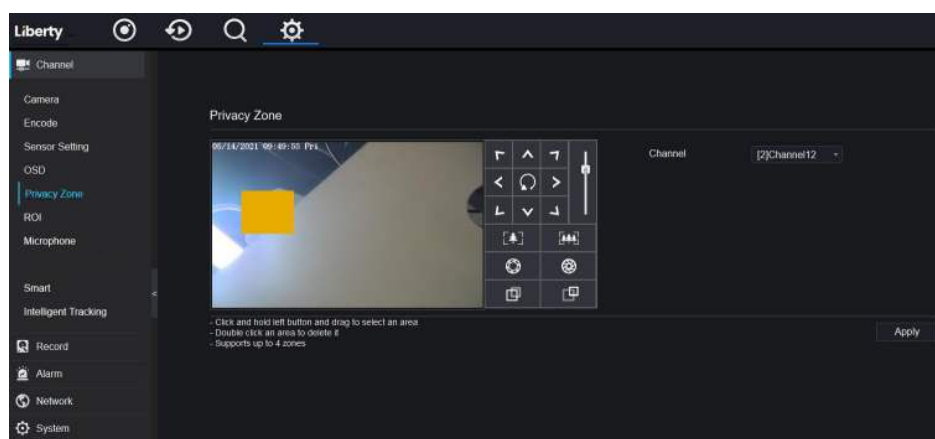 Liberty
Channel
Camera
Encode
Sensor Setting
OSD
Privacy Zone
ROI
Microphone
Smart
Intelligent Tracking
Record
Alarm
Network
System
Privacy Zone
05/14/2021 09:49:53 Fri
Channel
[2]Channel12
- Click and hold left button and drag to select an area
- Double click an area to delete it
- Supports up to 4 zones
Apply